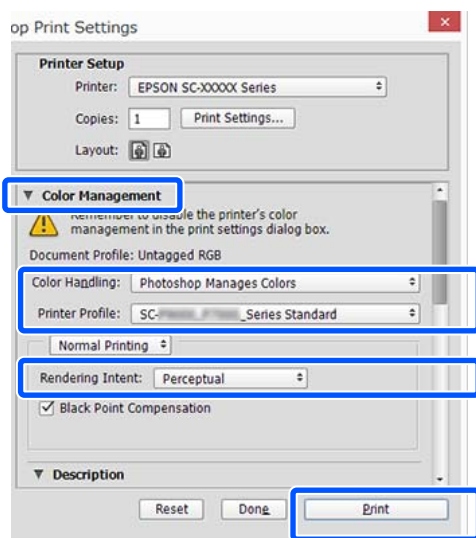 op Print Settings
Printer Setup
Printer: EPSON SC-XXXXX Series
Copies: 1 Print Settings...
Layout:
Color Management
Remember to disable the printer's color
management in the print settings dialog box.
Document Profile: Untagged RGB
Color Handling: Photoshop Manages Colors
Printer Profile: SC- _Series Standard
Normal Printing
Rendering Intent: Perceptual
Black Point Compensation
Description
Reset Done Print